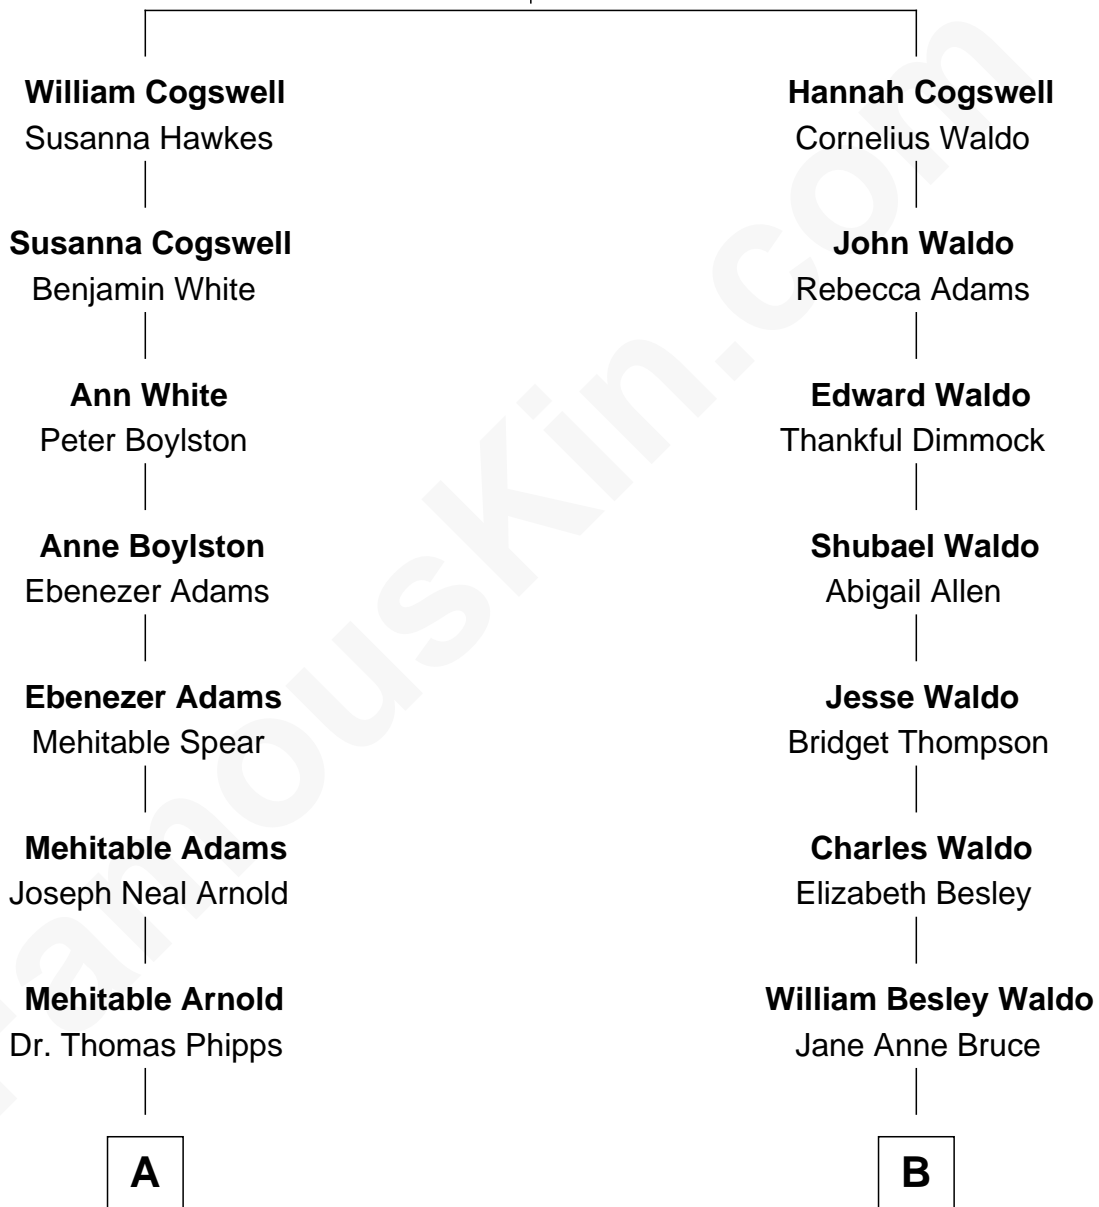 William Cogswell
Susanna Hawkes
Susanna Cogswell
Benjamin White
Ann White
Peter Boylston
Anne Boylston
Ebenezer Adams
Ebenezer Adams
Mehitable Spear
Mehitable Adams
Joseph Neal Arnold
Mehitable Arnold
Dr. Thomas Phipps
A
Hannah Cogswell
Cornelius Waldo
John Waldo
Rebecca Adams
Edward Waldo
Thankful Dimmock
Shubael Waldo
Abigail Allen
Jesse Waldo
Bridget Thompson
Charles Waldo
Elizabeth Besley
William Besley Waldo
Jane Anne Bruce
B
FamousKin.com